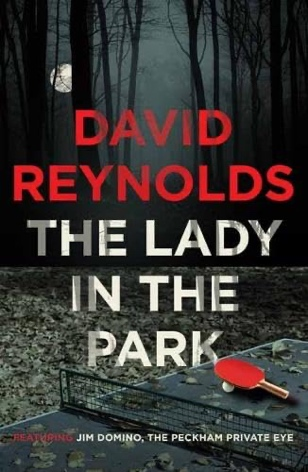 DAVID
REYNOLDS
THE LADY
IN THE
PARK
FEATURING JIM DOMINO, THE PECKHAM PRIVATE EYE